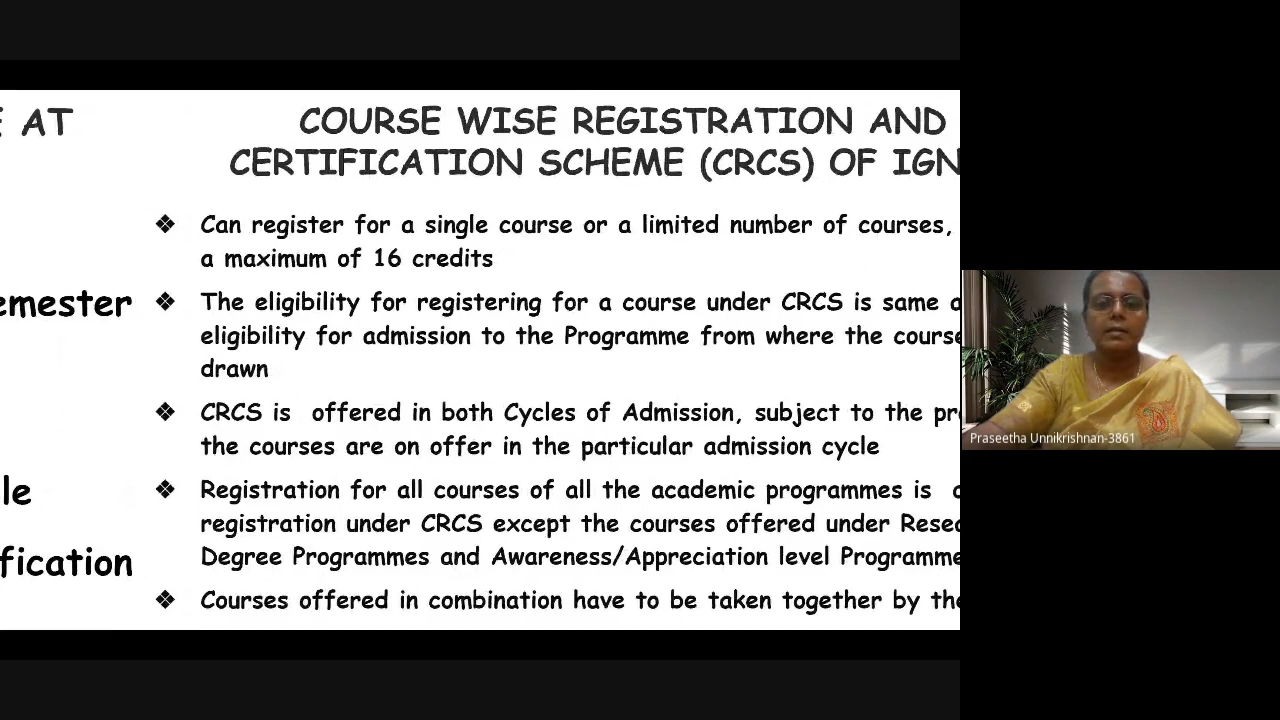 E AT
emester
le
fication
COURSE WISE REGISTRATION AND
CERTIFICATION SCHEME (CRCS) OF IGN
❖ Can register for a single course or a limited number of courses,
a maximum of 16 credits
❖ The eligibility for registering for a course under CRCS is same a
eligibility for admission to the Programme from where the course
drawn
❖ CRCS is offered in both Cycles of Admission, subject to the pr
the courses are on offer in the particular admission cycle
❖ Registration for all courses of all the academic programmes is
registration under CRCS except the courses offered under Resea
Degree Programmes and Awareness/Appreciation level Programme
❖ Courses offered in combination have to be taken together by the
Praseetha Unnikrishnan-3861